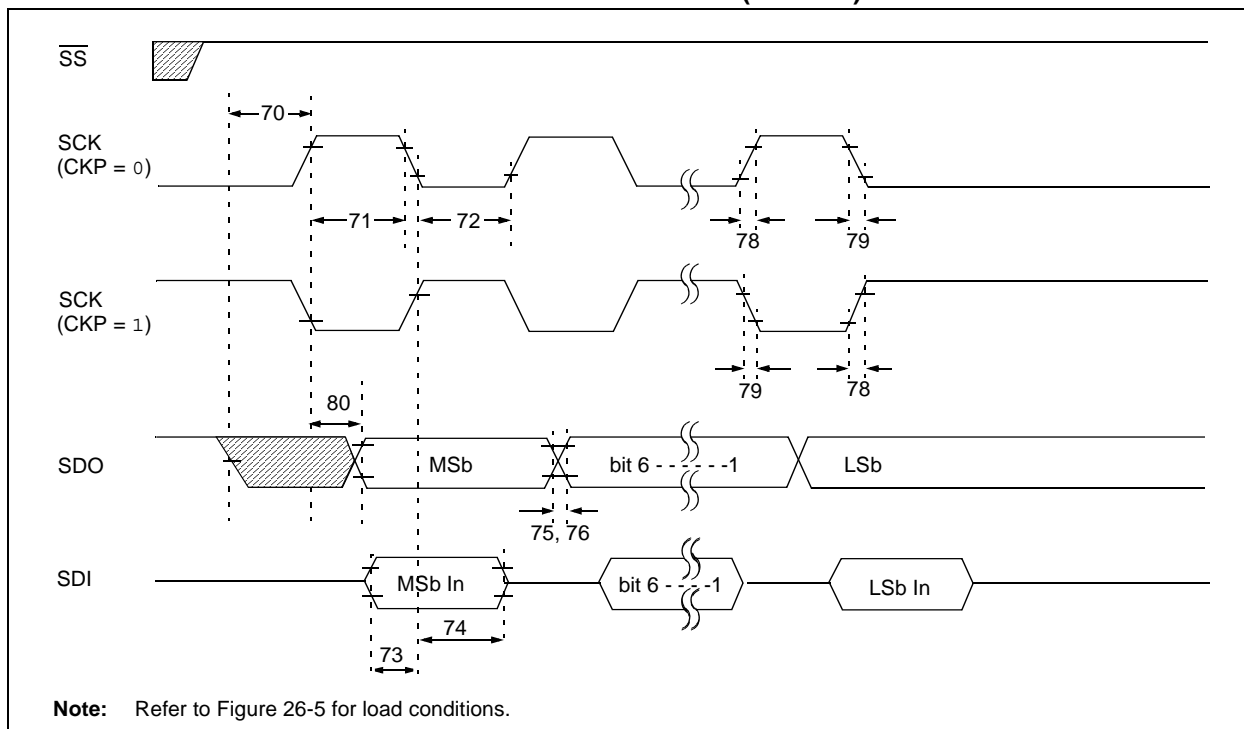 SS
70
SCK
(CKP = 0)
71
72
78
79
SCK
(CKP = 1)
79
78
80
SDO
MSb
bit 6 - - - - - -1
LSb
75, 76
SDI
MSb In
bit 6 - - - - -1
LSb In
74
73
Note: Refer to Figure 26-5 for load conditions.